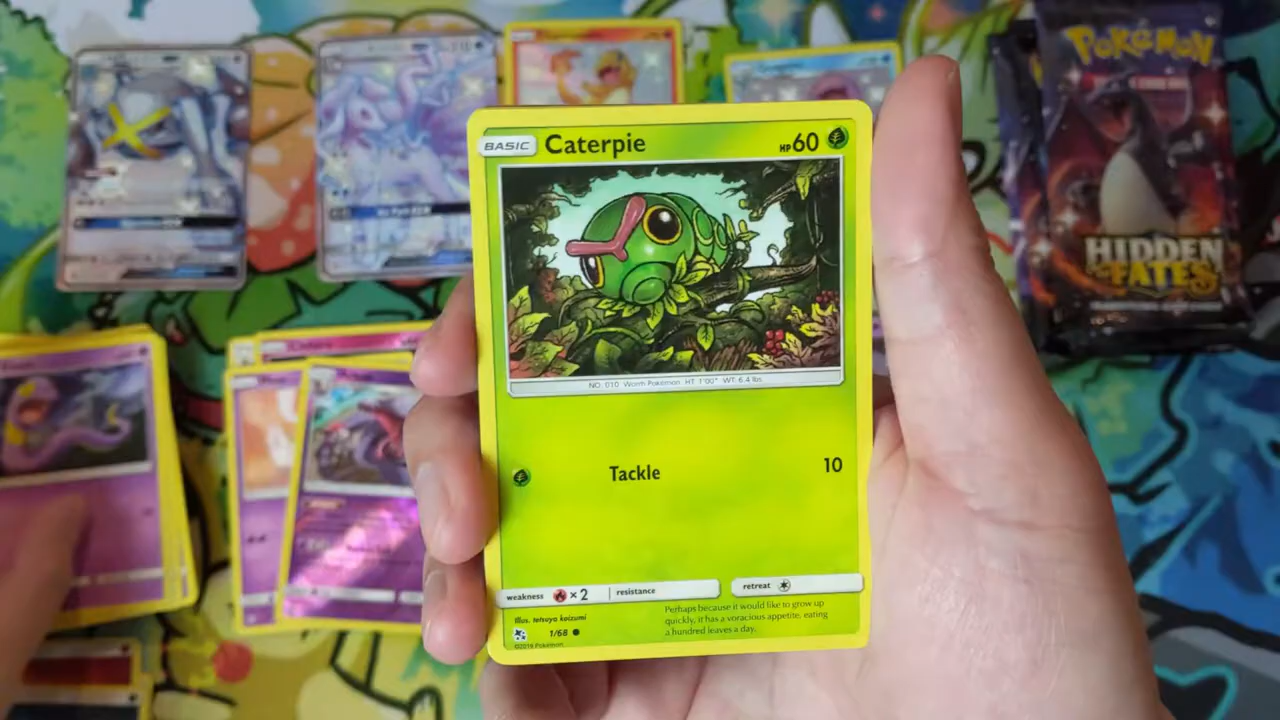 POKéMON
HIDDEN
FATES
BASIC Caterpie HP60
NO. 010 Worm Pokémon HT: 1'00" WT: 6.4 lbs
Tackle 10
weakness ×2 resistance retreat
Illus. tetsuya koizumi
1/68
©2019 Pokémon
Perhaps because it would like to grow up
quickly, it has a voracious appetite, eating
a hundred leaves a day.